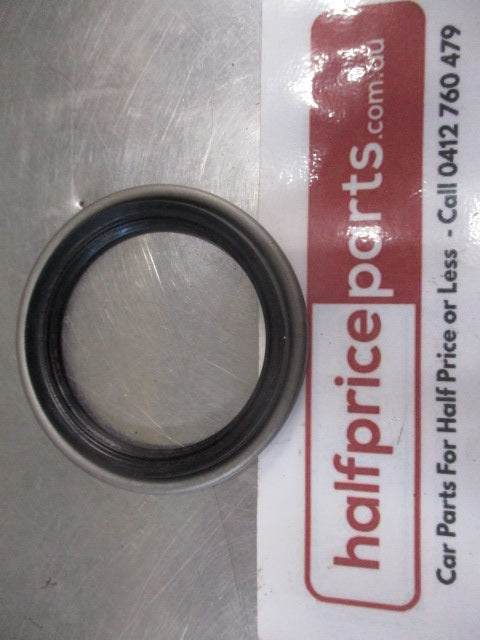 halfpriceparts.com.au
Car Parts For Half Price or Less - Call 0412 760 479